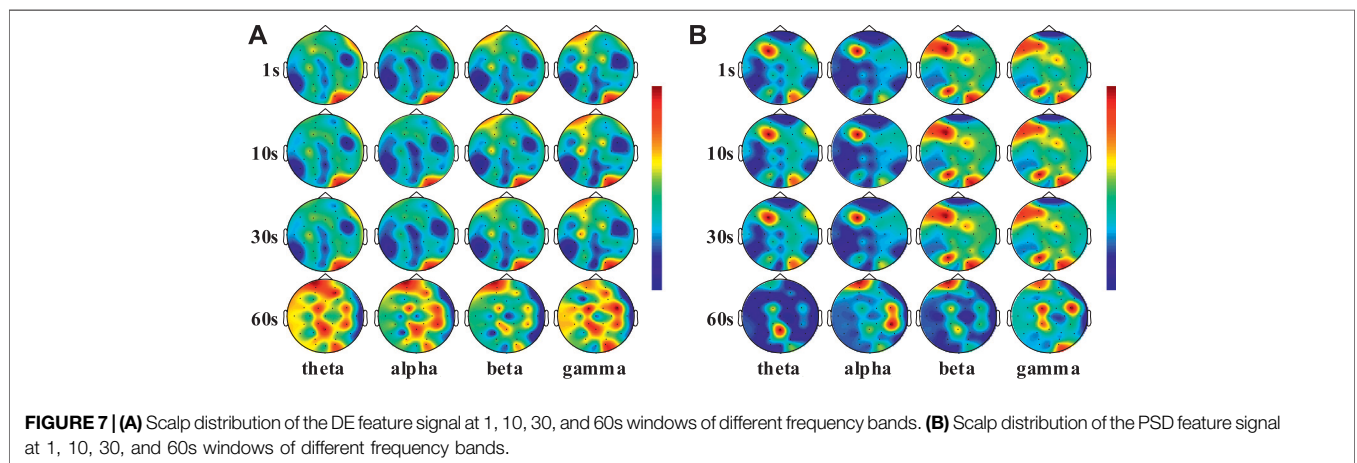 A
B
1s
1s
10s
10s
30s
30s
60s
60s
theta alpha beta gamma
theta alpha beta gamma
FIGURE 7 | (A) Scalp distribution of the DE feature signal at 1, 10, 30, and 60s windows of different frequency bands. (B) Scalp distribution of the PSD feature signal
at 1, 10, 30, and 60s windows of different frequency bands.